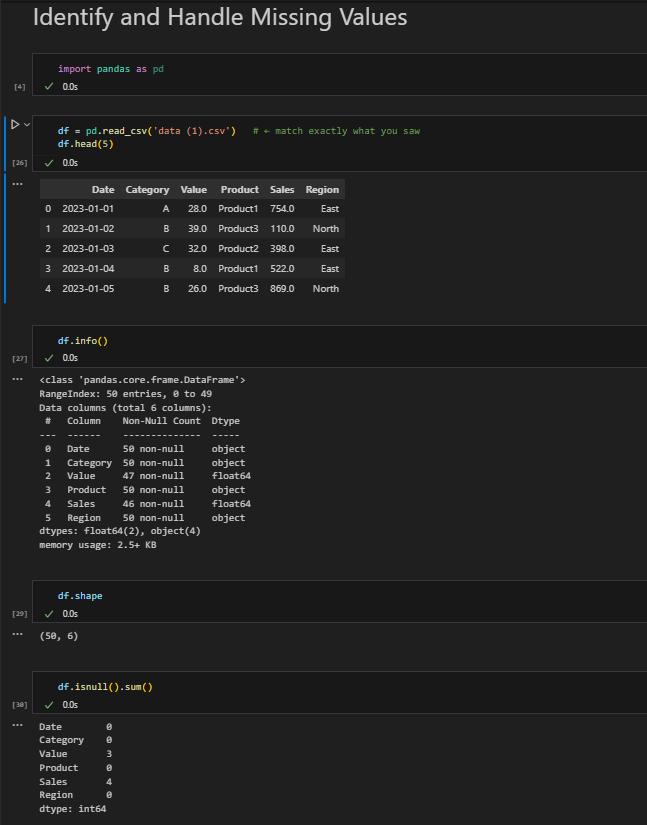 Identify and Handle Missing Values
import pandas as pd
[4] 0.0s
df = pd.read_csv('data (1).csv')   # ← match exactly what you saw
df.head(5)
[26] 0.0s
... 
Date Category Value Product Sales Region
0 2023-01-01 A 28.0 Product1 754.0 East
1 2023-01-02 B 39.0 Product3 110.0 North
2 2023-01-03 C 32.0 Product2 398.0 East
3 2023-01-04 B 8.0 Product1 522.0 East
4 2023-01-05 B 26.0 Product3 869.0 North
df.info()
[27] 0.0s
... <class 'pandas.core.frame.DataFrame'>
RangeIndex: 50 entries, 0 to 49
Data columns (total 6 columns):
 #   Column    Non-Null Count  Dtype
---  ------    --------------  -----
 0   Date      50 non-null     object
 1   Category  50 non-null     object
 2   Value     47 non-null     float64
 3   Product   50 non-null     object
 4   Sales     46 non-null     float64
 5   Region    50 non-null     object
dtypes: float64(2), object(4)
memory usage: 2.5+ KB
df.shape
[29] 0.0s
... (50, 6)
df.isnull().sum()
[30] 0.0s
... Date        0
Category    0
Value       3
Product     0
Sales       4
Region      0
dtype: int64